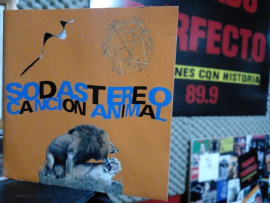 SODA STEREO
CANCION ANIMAL
RFECTO
NES CON HISTORIA
89.9